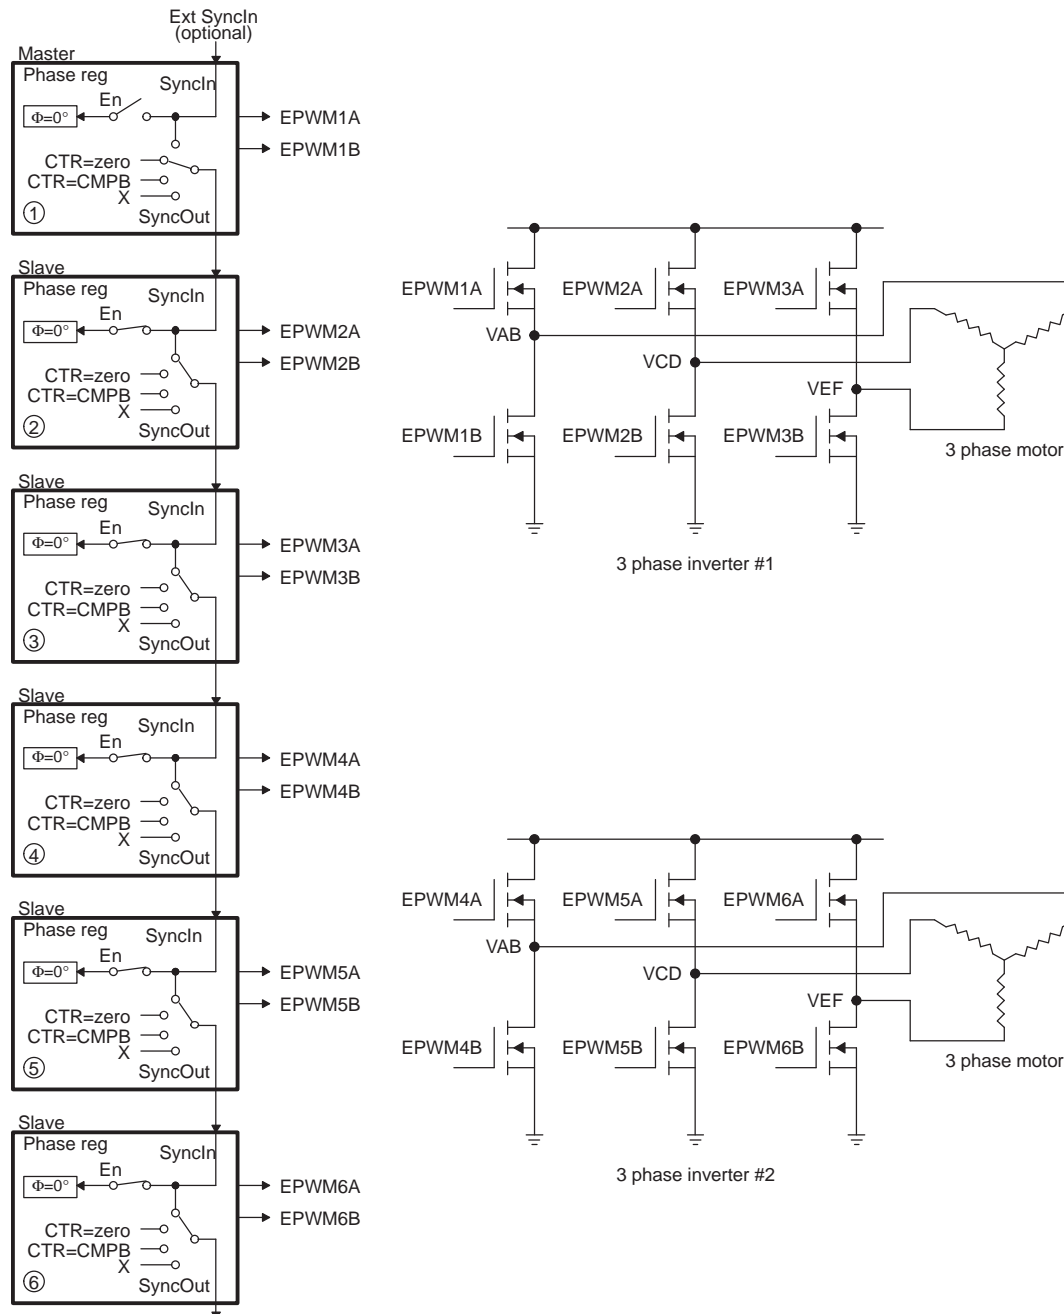 Ext SyncIn
(optional)
Master
Phase reg
SyncIn
En
Φ=0°
EPWM1A
EPWM1B
CTR=zero
CTR=CMPB
X
1
SyncOut
Slave
Phase reg
SyncIn
En
Φ=0°
EPWM2A
EPWM2B
CTR=zero
CTR=CMPB
X
2
SyncOut
Slave
Phase reg
SyncIn
En
Φ=0°
EPWM3A
EPWM3B
CTR=zero
CTR=CMPB
X
3
SyncOut
Slave
Phase reg
SyncIn
En
Φ=0°
EPWM4A
EPWM4B
CTR=zero
CTR=CMPB
X
4
SyncOut
Slave
Phase reg
SyncIn
En
Φ=0°
EPWM5A
EPWM5B
CTR=zero
CTR=CMPB
X
5
SyncOut
Slave
Phase reg
SyncIn
En
Φ=0°
EPWM6A
EPWM6B
CTR=zero
CTR=CMPB
X
6
SyncOut
EPWM1A
EPWM2A
EPWM3A
VAB
VCD
VEF
EPWM1B
EPWM2B
EPWM3B
3 phase motor
3 phase inverter #1
EPWM4A
EPWM5A
EPWM6A
VAB
VCD
VEF
EPWM4B
EPWM5B
EPWM6B
3 phase motor
3 phase inverter #2